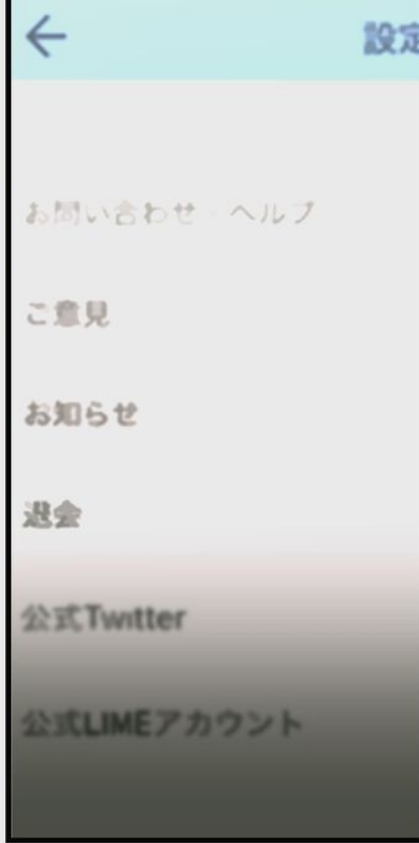 設定
お問い合わせ・ヘルプ
ご意見
お知らせ
退会
公式Twitter
公式LIMEアカウント